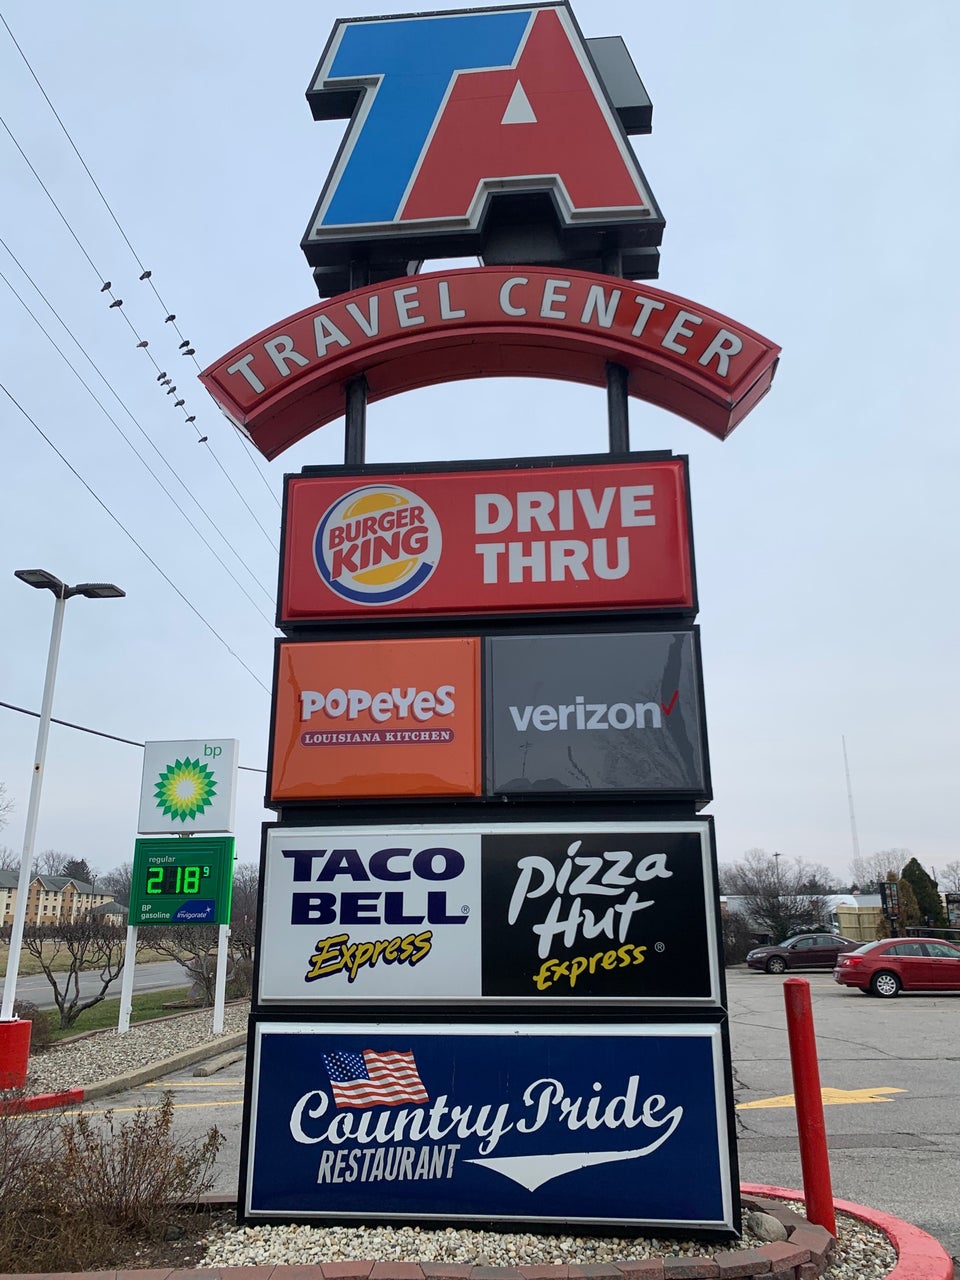 TA
TRAVEL CENTER
BURGER
KING
DRIVE
THRU
POPEYES
LOUISIANA KITCHEN
verizon
TACO
BELL®
Express
Pizza
Hut
Express®
Country Pride
RESTAURANT
bp
regular
2.18 9
BP
gasoline
invigorate